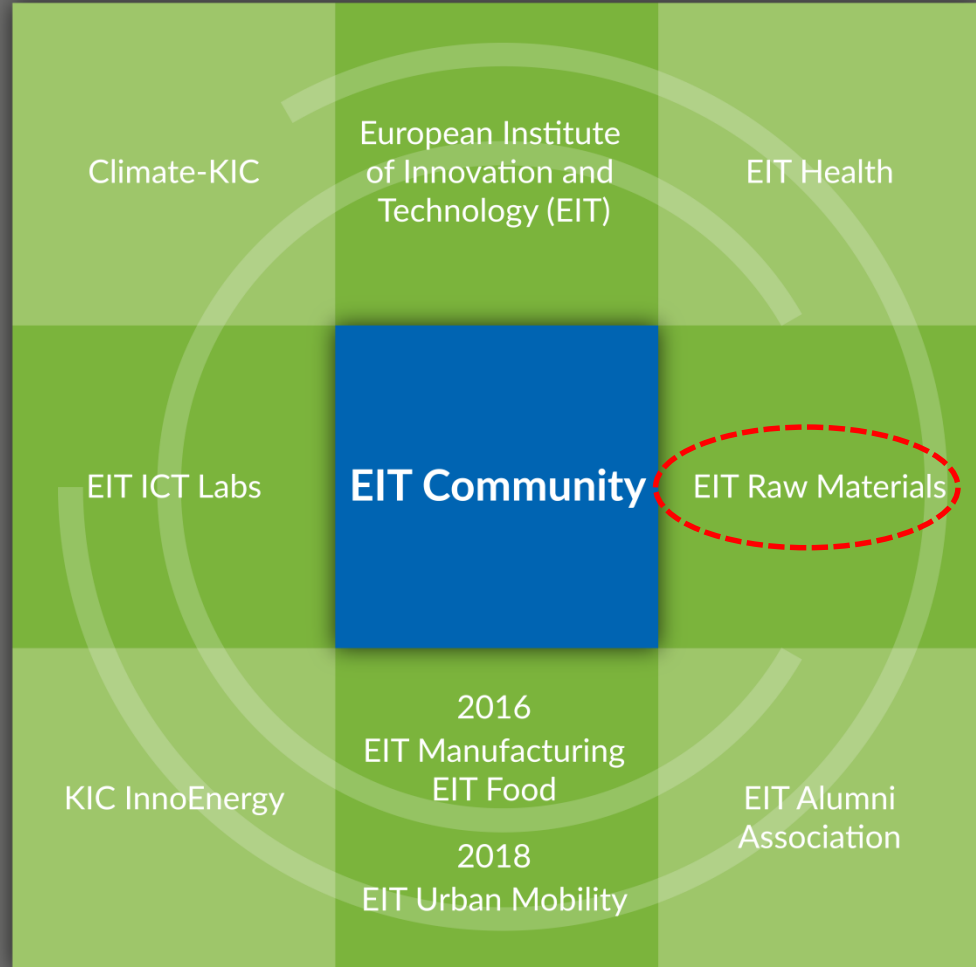 Climate-KIC
European Institute
of Innovation and
Technology (EIT)
EIT Health
EIT ICT Labs
EIT Community
EIT Raw Materials
KIC InnoEnergy
2016
EIT Manufacturing
EIT Food
2018
EIT Urban Mobility
EIT Alumni
Association